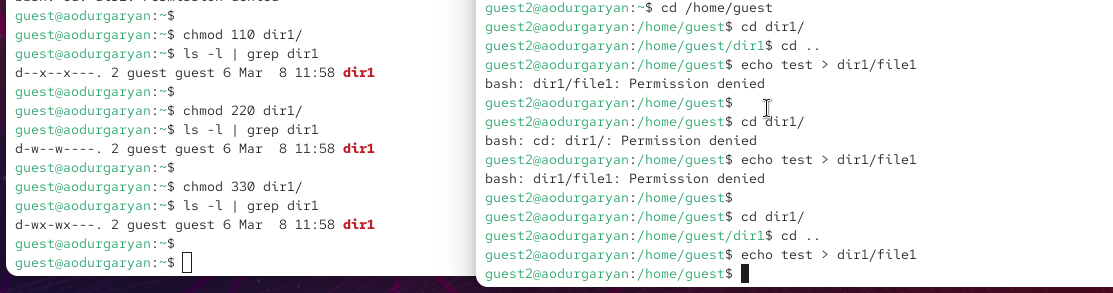 guest@aodurgaryan:~$
guest@aodurgaryan:~$ chmod 110 dir1/
guest@aodurgaryan:~$ ls -l | grep dir1
d--x--x---. 2 guest guest 6 Mar  8 11:58 dir1
guest@aodurgaryan:~$
guest@aodurgaryan:~$ chmod 220 dir1/
guest@aodurgaryan:~$ ls -l | grep dir1
d-w--w----. 2 guest guest 6 Mar  8 11:58 dir1
guest@aodurgaryan:~$
guest@aodurgaryan:~$ chmod 330 dir1/
guest@aodurgaryan:~$ ls -l | grep dir1
d-wx-wx---. 2 guest guest 6 Mar  8 11:58 dir1
guest@aodurgaryan:~$
guest@aodurgaryan:~$
guest2@aodurgaryan:~$ cd /home/guest
guest2@aodurgaryan:/home/guest$ cd dir1/
guest2@aodurgaryan:/home/guest/dir1$ cd ..
guest2@aodurgaryan:/home/guest$ echo test > dir1/file1
bash: dir1/file1: Permission denied
guest2@aodurgaryan:/home/guest$
guest2@aodurgaryan:/home/guest$ cd dir1/
bash: cd: dir1/: Permission denied
guest2@aodurgaryan:/home/guest$ echo test > dir1/file1
bash: dir1/file1: Permission denied
guest2@aodurgaryan:/home/guest$
guest2@aodurgaryan:/home/guest$ cd dir1/
guest2@aodurgaryan:/home/guest/dir1$ cd ..
guest2@aodurgaryan:/home/guest$ echo test > dir1/file1
guest2@aodurgaryan:/home/guest$